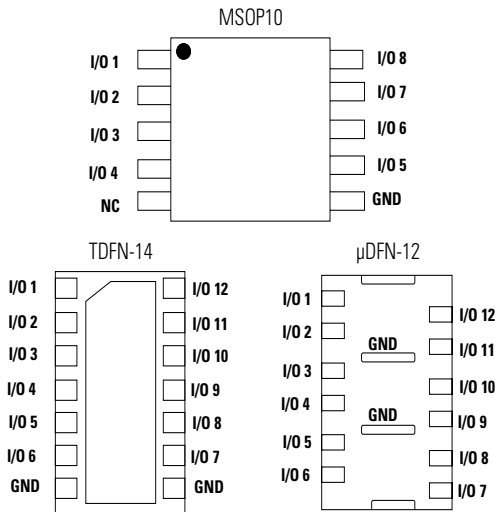 MSOP10
I/O 1
I/O 2
I/O 3
I/O 4
NC
I/O 8
I/O 7
I/O 6
I/O 5
GND
TDFN-14
I/O 1
I/O 2
I/O 3
I/O 4
I/O 5
I/O 6
GND
I/O 12
I/O 11
I/O 10
I/O 9
I/O 8
I/O 7
GND
µDFN-12
I/O 1
I/O 2
I/O 3
I/O 4
I/O 5
I/O 6
GND
GND
I/O 12
I/O 11
I/O 10
I/O 9
I/O 8
I/O 7